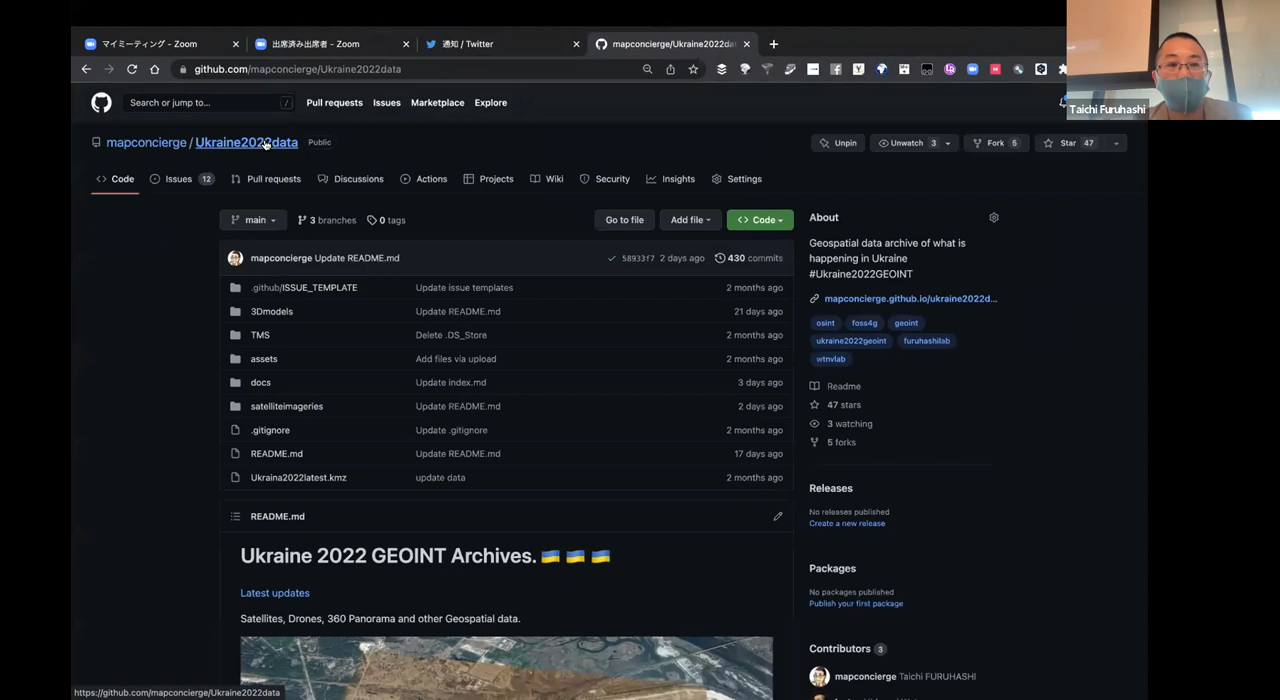 マイミーティング - Zoom
出席済み出席者 - Zoom
通知 / Twitter
mapconcierge/Ukraine2022dat
github.com/mapconcierge/Ukraine2022data
Taichi Furuhashi
Search or jump to...
/
Pull requests
Issues
Marketplace
Explore
mapconcierge / Ukraine2022data
Public
Unpin
Unwatch 3
Fork 5
Star 47
Code
Issues 12
Pull requests
Discussions
Actions
Projects
Wiki
Security
Insights
Settings
main
3 branches
0 tags
Go to file
Add file
Code
mapconcierge Update README.md
58933f7 2 days ago
430 commits
.github/ISSUE_TEMPLATE Update issue templates 2 months ago
3Dmodels Update README.md 21 days ago
TMS Delete .DS_Store 2 months ago
assets Add files via upload 2 months ago
docs Update index.md 3 days ago
satelliteimageries Update README.md 2 days ago
.gitignore Update .gitignore 2 months ago
README.md Update README.md 17 days ago
Ukraina2022latest.kmz update data 2 months ago
README.md
Ukraine 2022 GEOINT Archives. 🇺🇦 🇺🇦 🇺🇦
Latest updates
Satellites, Drones, 360 Panorama and other Geospatial data.
About
Geospatial data archive of what is
happening in Ukraine
#Ukraine2022GEOINT
mapconcierge.github.io/ukraine2022d...
osint foss4g geoint
ukraine2022geoint furuhashilab
wtnvlab
Readme
47 stars
3 watching
5 forks
Releases
No releases published
Create a new release
Packages
No packages published
Publish your first package
Contributors 3
mapconcierge Taichi FURUHASHI
https://github.com/mapconcierge/Ukraine2022data